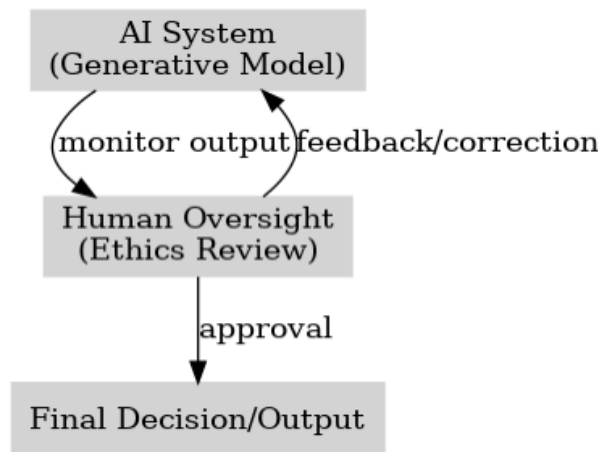 AI System
(Generative Model)
monitor output
feedback/correction
Human Oversight
(Ethics Review)
approval
Final Decision/Output